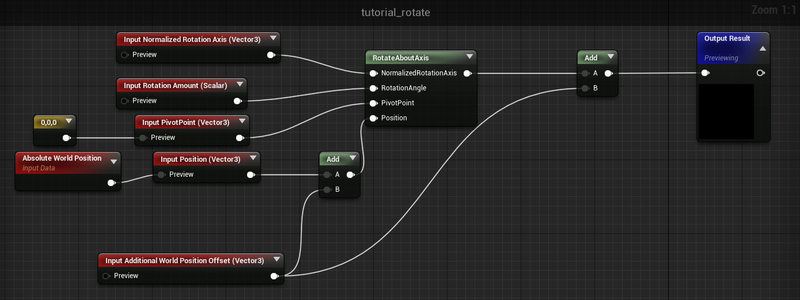 tutorial_rotate
Zoom 1:1
Input Normalized Rotation Axis (Vector3)
Preview
Input Rotation Amount (Scalar)
Preview
0,0,0
Input PivotPoint (Vector3)
Preview
Absolute World Position
Input Data
Input Position (Vector3)
Preview
Add
A
B
Input Additional World Position Offset (Vector3)
Preview
RotateAboutAxis
NormalizedRotationAxis
RotationAngle
PivotPoint
Position
Add
A
B
Output Result
Previewing